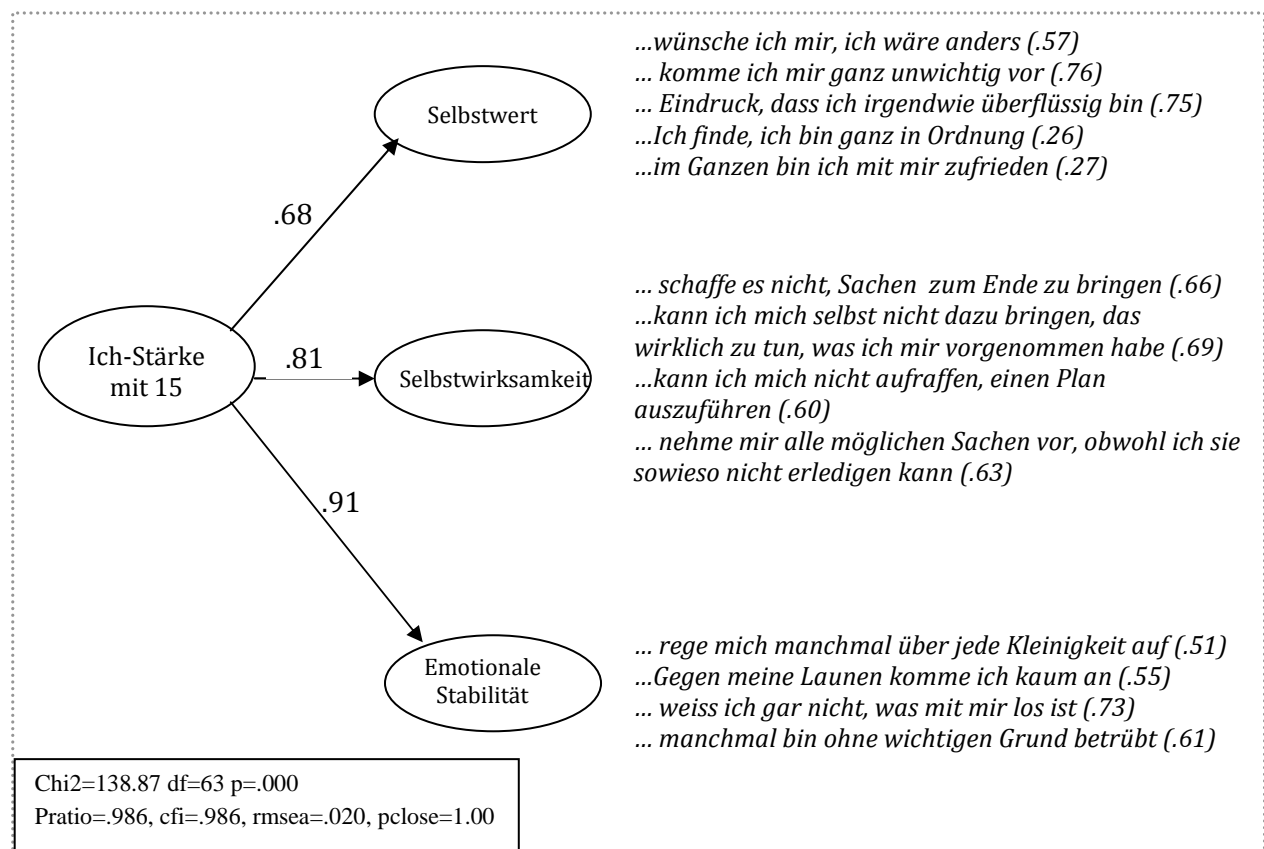 …wünsche ich mir, ich wäre anders (.57)
… komme ich mir ganz unwichtig vor (.76)
… Eindruck, dass ich irgendwie überflüssig bin (.75)
…Ich finde, ich bin ganz in Ordnung (.26)
…im Ganzen bin ich mit mir zufrieden (.27)
Selbstwert
.68
… schaffe es nicht, Sachen zum Ende zu bringen (.66)
…kann ich mich selbst nicht dazu bringen, das
wirklich zu tun, was ich mir vorgenommen habe (.69)
…kann ich mich nicht aufraffen, einen Plan
auszuführen (.60)
… nehme mir alle möglichen Sachen vor, obwohl ich sie
sowieso nicht erledigen kann (.63)
Ich-Stärke
mit 15
.81
Selbstwirksamkeit
.91
Emotionale
Stabilität
… rege mich manchmal über jede Kleinigkeit auf (.51)
…Gegen meine Launen komme ich kaum an (.55)
… weiss ich gar nicht, was mit mir los ist (.73)
… manchmal bin ohne wichtigen Grund betrübt (.61)
Chi2=138.87 df=63 p=.000
Pratio=.986, cfi=.986, rmsea=.020, pclose=1.00